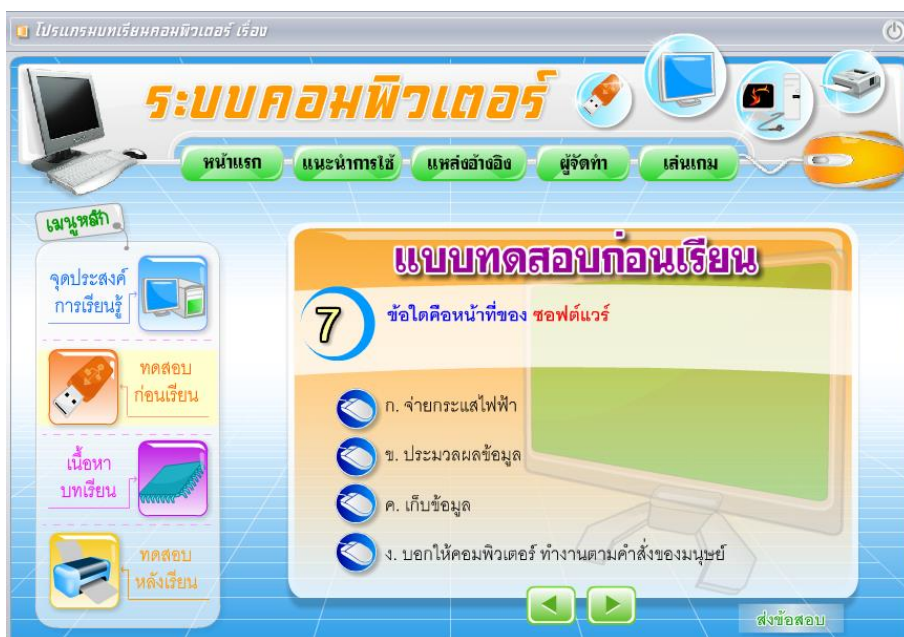 โปรแกรมบทเรียนคอมพิวเตอร์ เรื่อง
ระบบคอมพิวเตอร์
หน้าแรก
แนะนำการใช้
แหล่งอ้างอิง
ผู้จัดทำ
เล่นเกม
เมนูหลัก
จุดประสงค์
การเรียนรู้
ทดสอบ
ก่อนเรียน
เนื้อหา
บทเรียน
ทดสอบ
หลังเรียน
แบบทดสอบก่อนเรียน
7 ข้อใดคือหน้าที่ของ ซอฟต์แวร์
ก. จ่ายกระแสไฟฟ้า
ข. ประมวลผลข้อมูล
ค. เก็บข้อมูล
ง. บอกให้คอมพิวเตอร์ ทำงานตามคำสั่งของมนุษย์
ส่งข้อสอบ